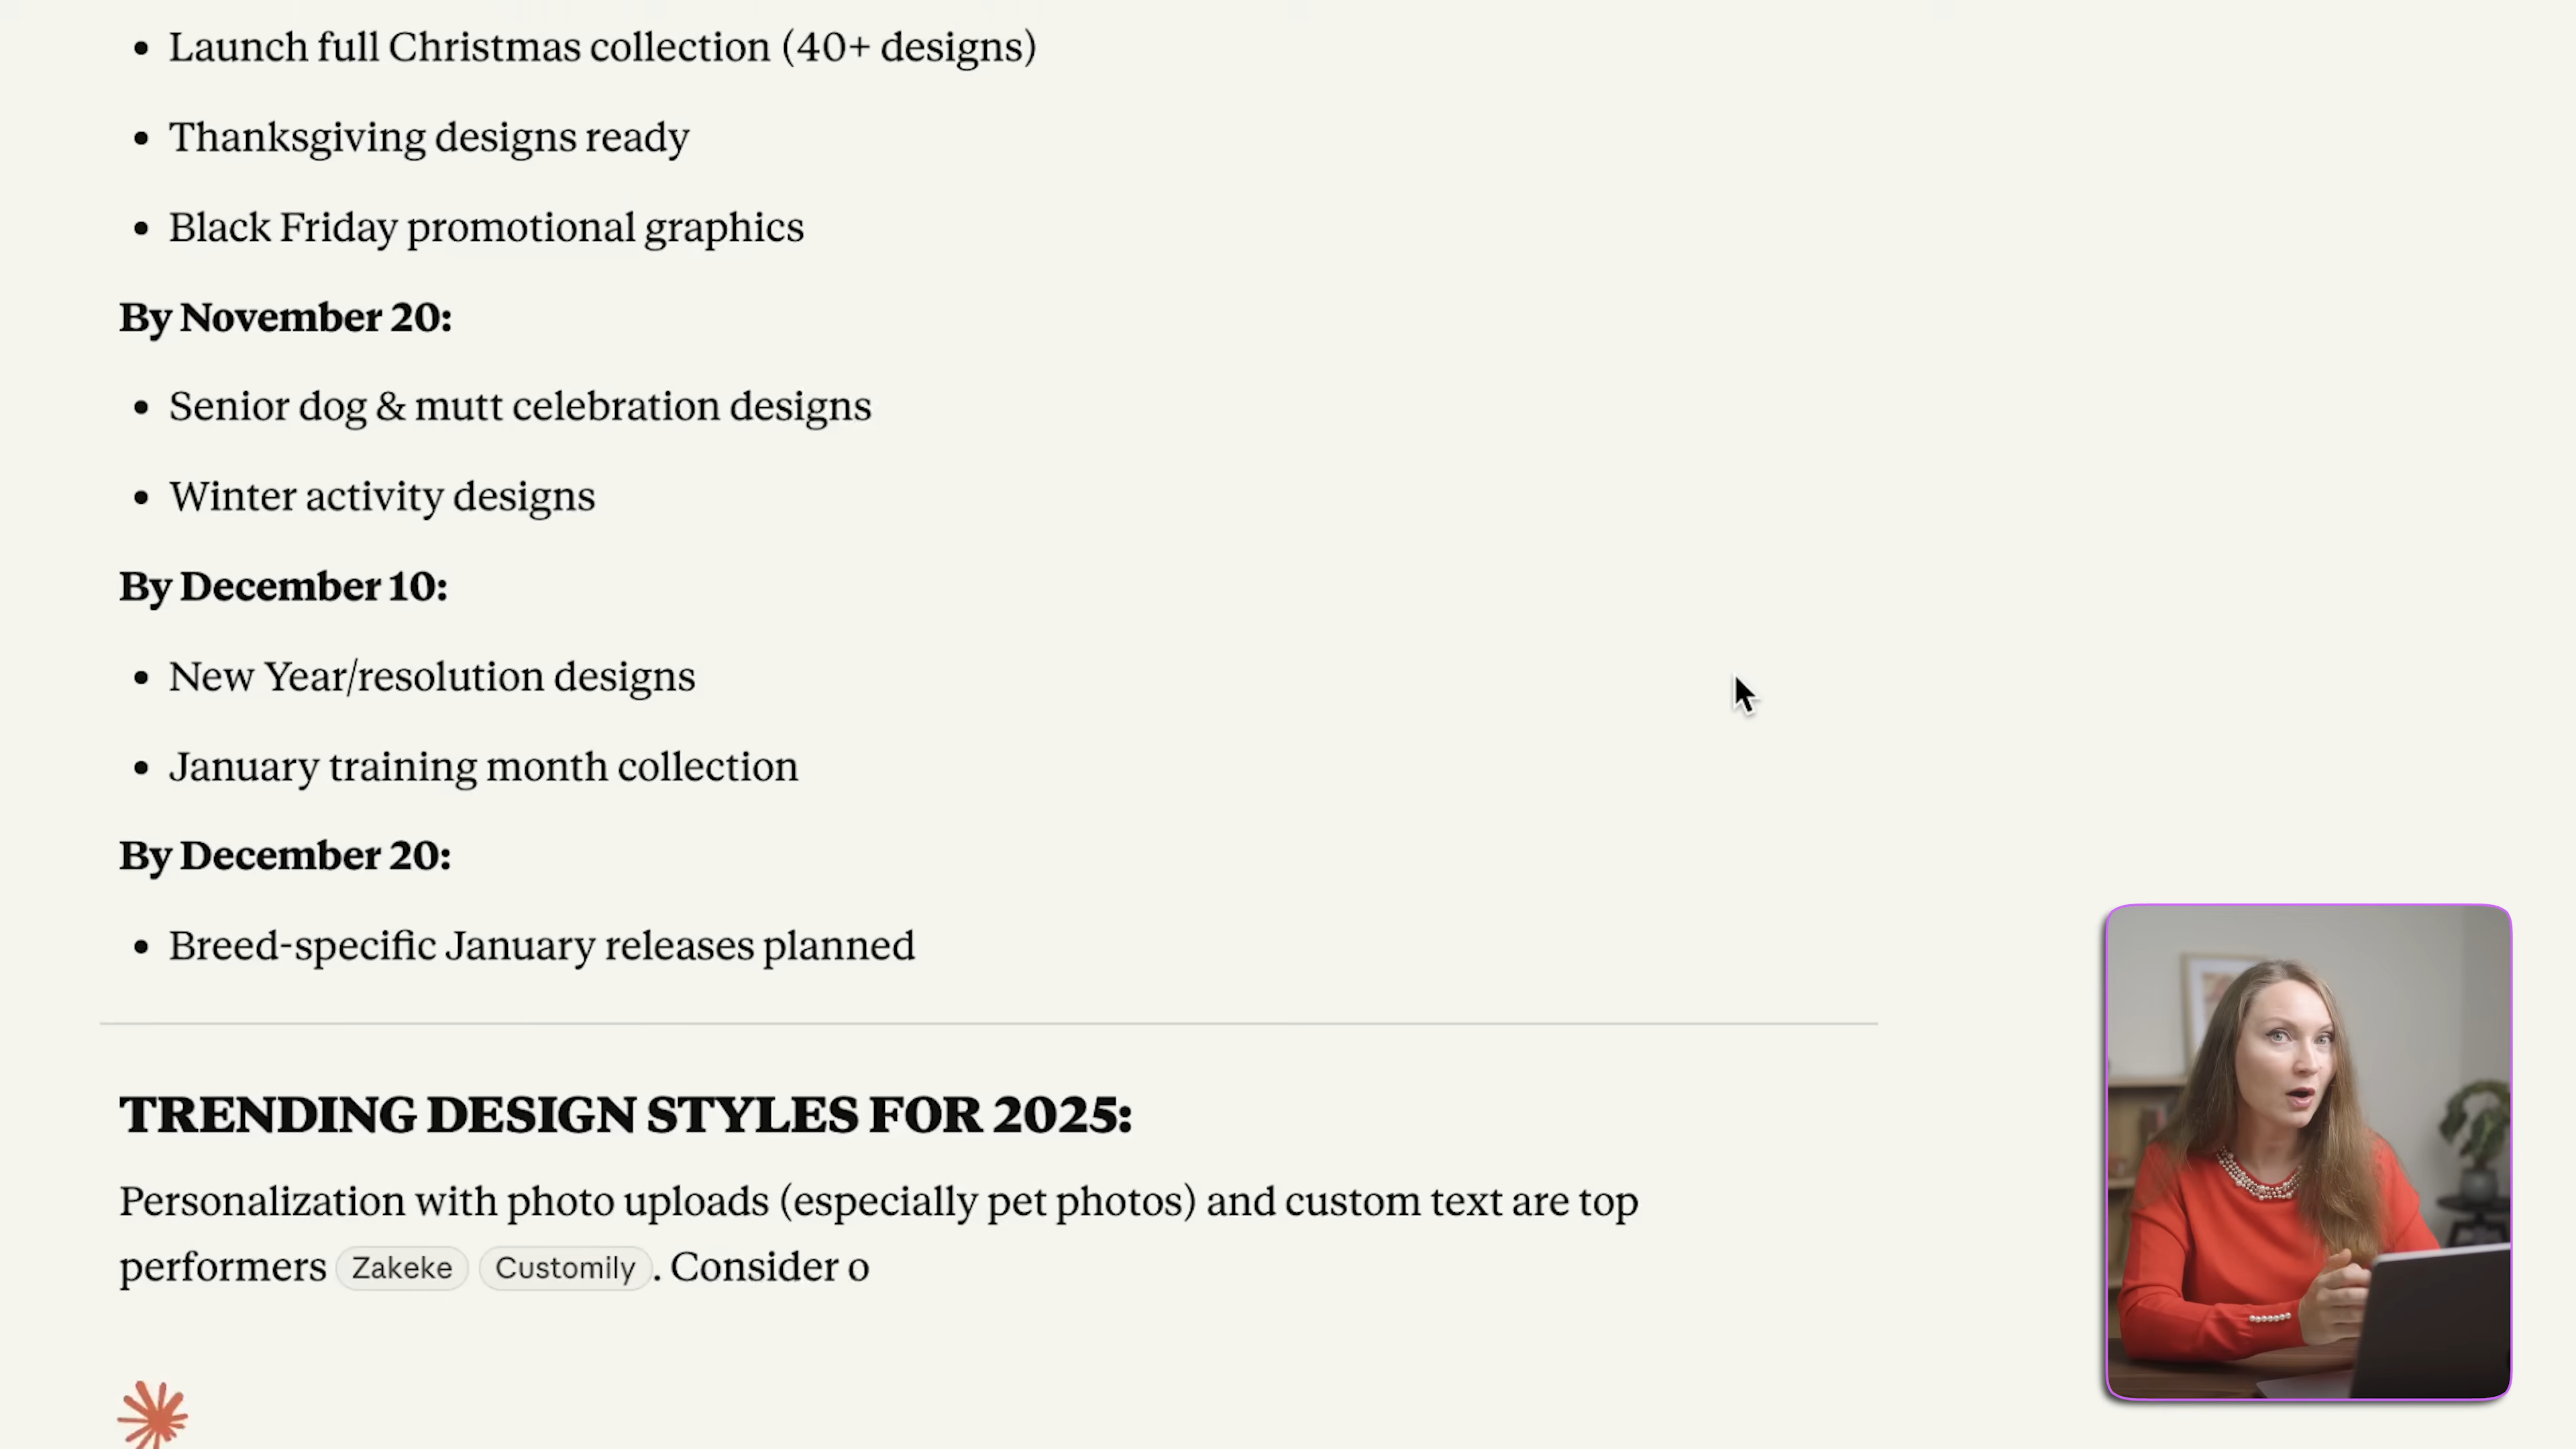 Launch full Christmas collection (40+ designs)
Thanksgiving designs ready
Black Friday promotional graphics
By November 20:
Senior dog & mutt celebration designs
Winter activity designs
By December 10:
New Year/resolution designs
January training month collection
By December 20:
Breed-specific January releases planned
TRENDING DESIGN STYLES FOR 2025:
Personalization with photo uploads (especially pet photos) and custom text are top
performers Zakeke Customily. Consider o